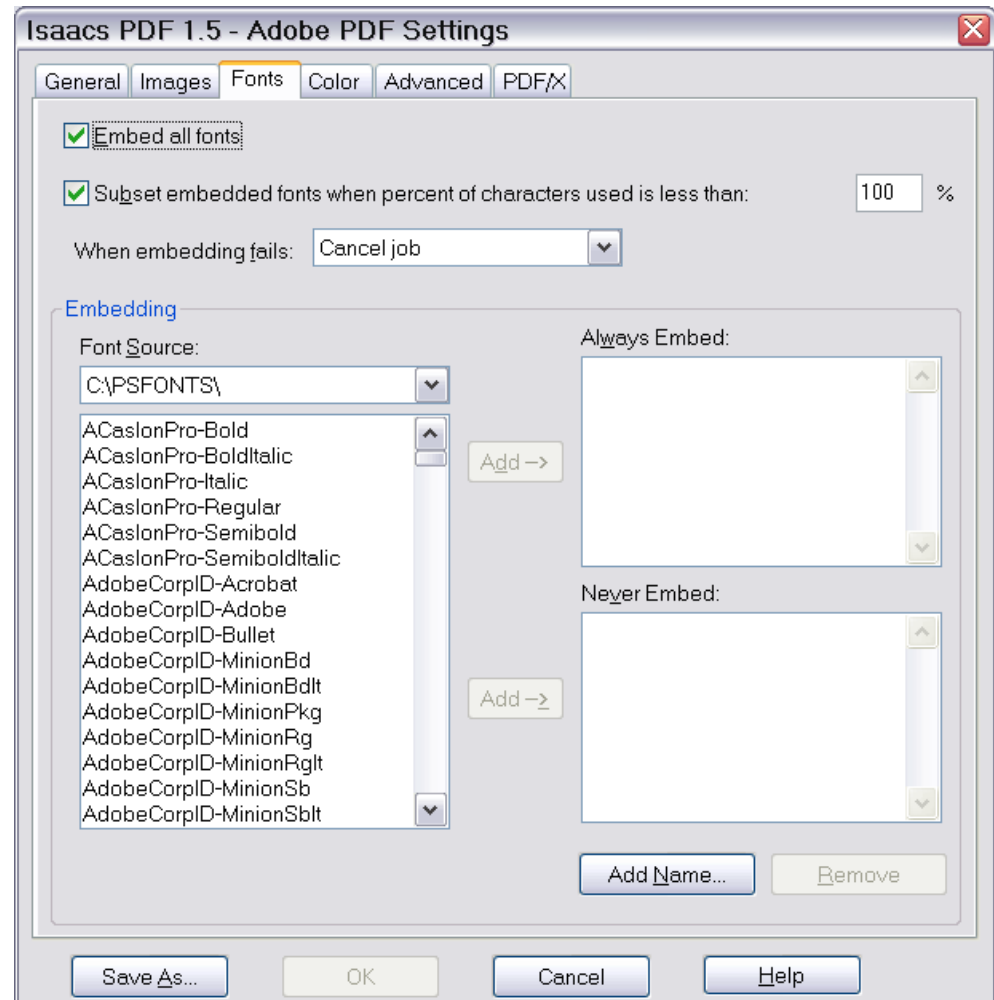 Isaacs PDF 1.5 - Adobe PDF Settings
General Images Fonts Color Advanced PDF/X
Embed all fonts
Subset embedded fonts when percent of characters used is less than: 100 %
When embedding fails: Cancel job
Embedding
Font Source:
C:\PSFONTS\
ACaslonPro-Bold
ACaslonPro-BoldItalic
ACaslonPro-Italic
ACaslonPro-Regular
ACaslonPro-Semibold
ACaslonPro-SemiboldItalic
AdobeCorpID-Acrobat
AdobeCorpID-Adobe
AdobeCorpID-Bullet
AdobeCorpID-MinionBd
AdobeCorpID-MinionBdIt
AdobeCorpID-MinionPkg
AdobeCorpID-MinionRg
AdobeCorpID-MinionRgIt
AdobeCorpID-MinionSb
AdobeCorpID-MinionSbIt
Add -->
Add -->
Always Embed:
Never Embed:
Add Name... Remove
Save As... OK Cancel Help